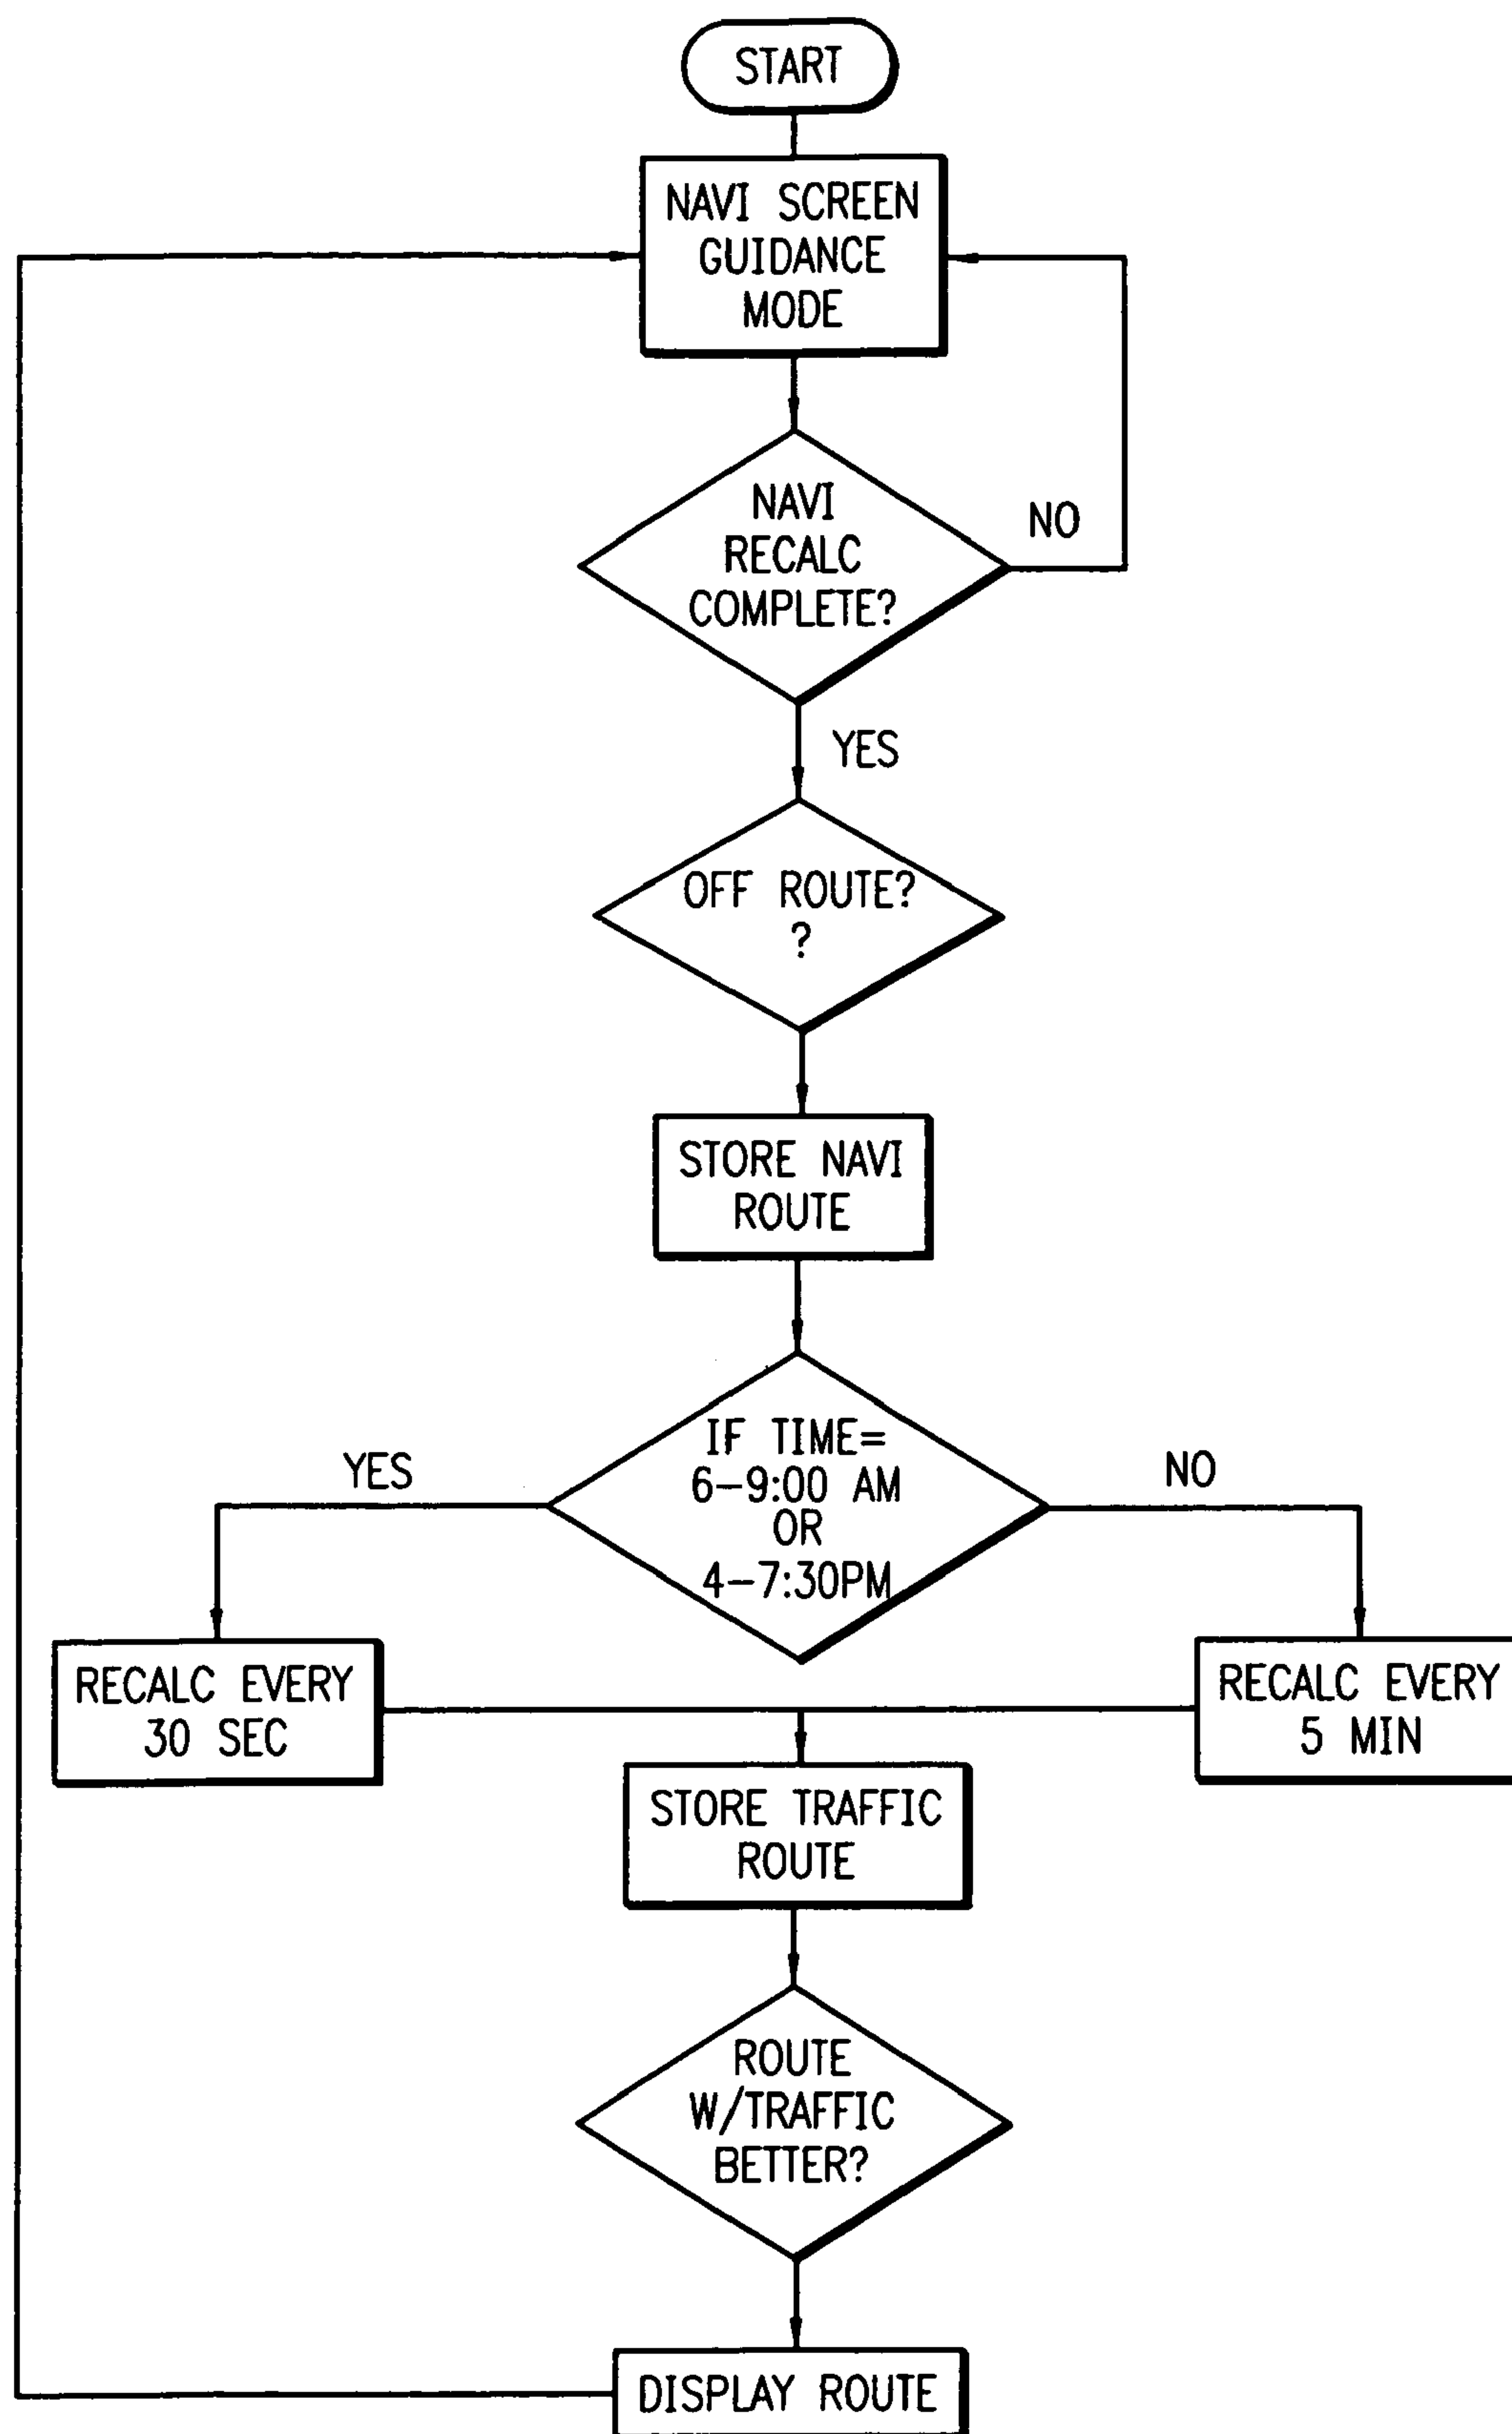 START
NAVI SCREEN
GUIDANCE
MODE
NAVI
RECALC
COMPLETE?
NO
YES
OFF ROUTE?
?
STORE NAVI
ROUTE
IF TIME=
6-9:00 AM
OR
4-7:30PM
YES
NO
RECALC EVERY
30 SEC
RECALC EVERY
5 MIN
STORE TRAFFIC
ROUTE
ROUTE
W/TRAFFIC
BETTER?
DISPLAY ROUTE